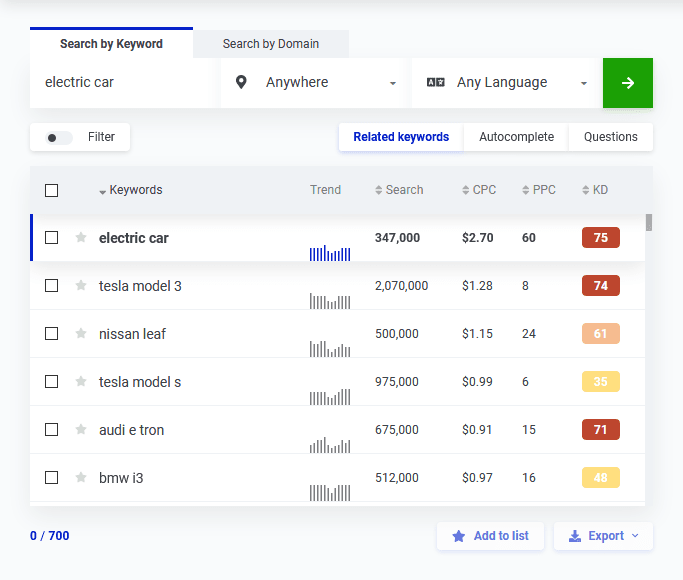 Search by Keyword Search by Domain
electric car Anywhere Any Language
Filter Related keywords Autocomplete Questions
Keywords Trend Search CPC PPC KD
electric car 347,000 $2.70 60 75
tesla model 3 2,070,000 $1.28 8 74
nissan leaf 500,000 $1.15 24 61
tesla model s 975,000 $0.99 6 35
audi e tron 675,000 $0.91 15 71
bmw i3 512,000 $0.97 16 48
0 / 700 Add to list Export